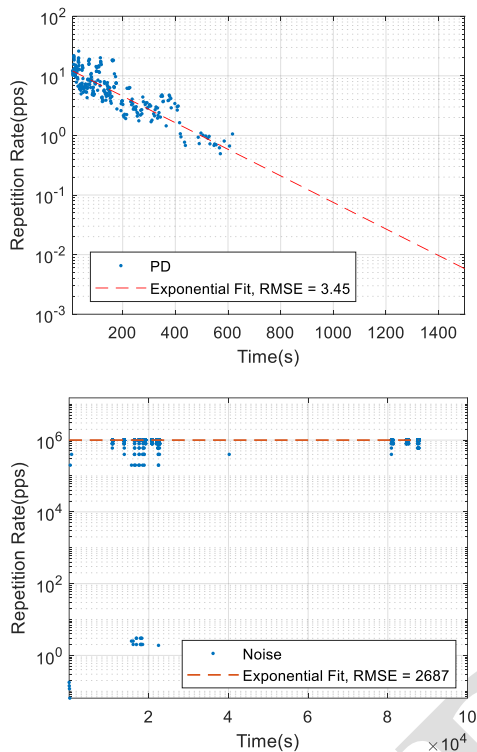 10^2
10^1
10^0
10^-1
10^-2
10^-3
Repetition Rate(pps)
PD
Exponential Fit, RMSE = 3.45
200 400 600 800 1000 1200 1400
Time(s)
10^6
10^4
10^2
10^0
Repetition Rate(pps)
Noise
Exponential Fit, RMSE = 2687
2 4 6 8 10
×10^4
Time(s)